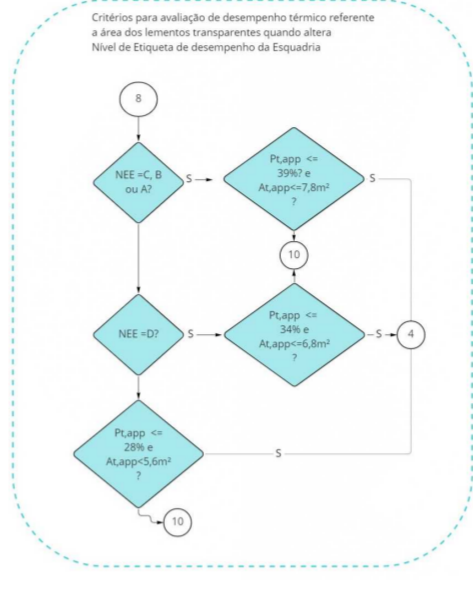 Critérios para avaliação de desempenho térmico referente
a área dos lementos transparentes quando altera
Nível de Etiqueta de desempenho da Esquadria
8
NEE =C, B
ou A?
S
Pt,app <=
39%? e
At,app<=7,8m²
?
S
10
NEE =D?
S
Pt,app <=
34% e
At,app<=6,8m²
?
S
4
Pt,app <=
28% e
At,app<5,6m²
?
S
10